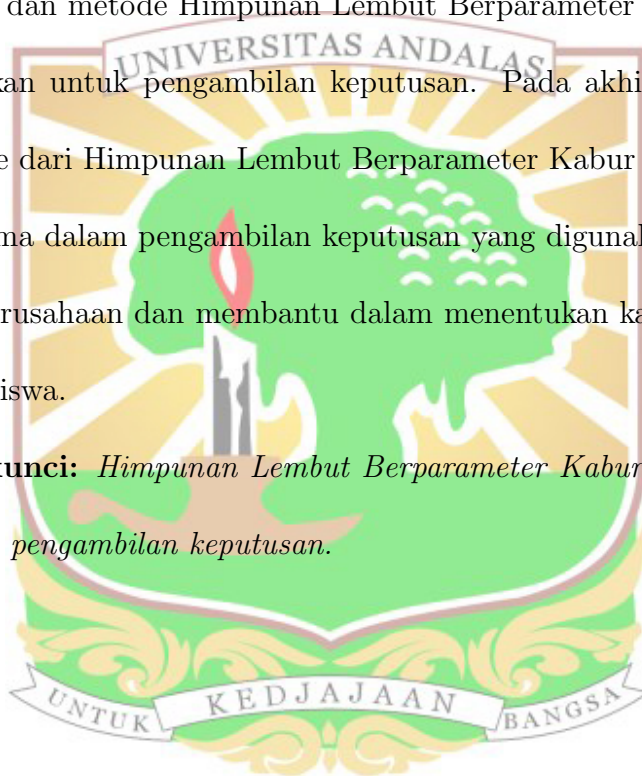 dan metode Himpunan Lembut Berparameter
UNIVERSITAS ANDALAS
kan untuk pengambilan keputusan. Pada akhi
e dari Himpunan Lembut Berparameter Kabur
ma dalam pengambilan keputusan yang digunal
erusahaan dan membantu dalam menentukan ka
iswa.
unci: Himpunan Lembut Berparameter Kabur
pengambilan keputusan.
UNTUK KEDJAJAAN BANGSA